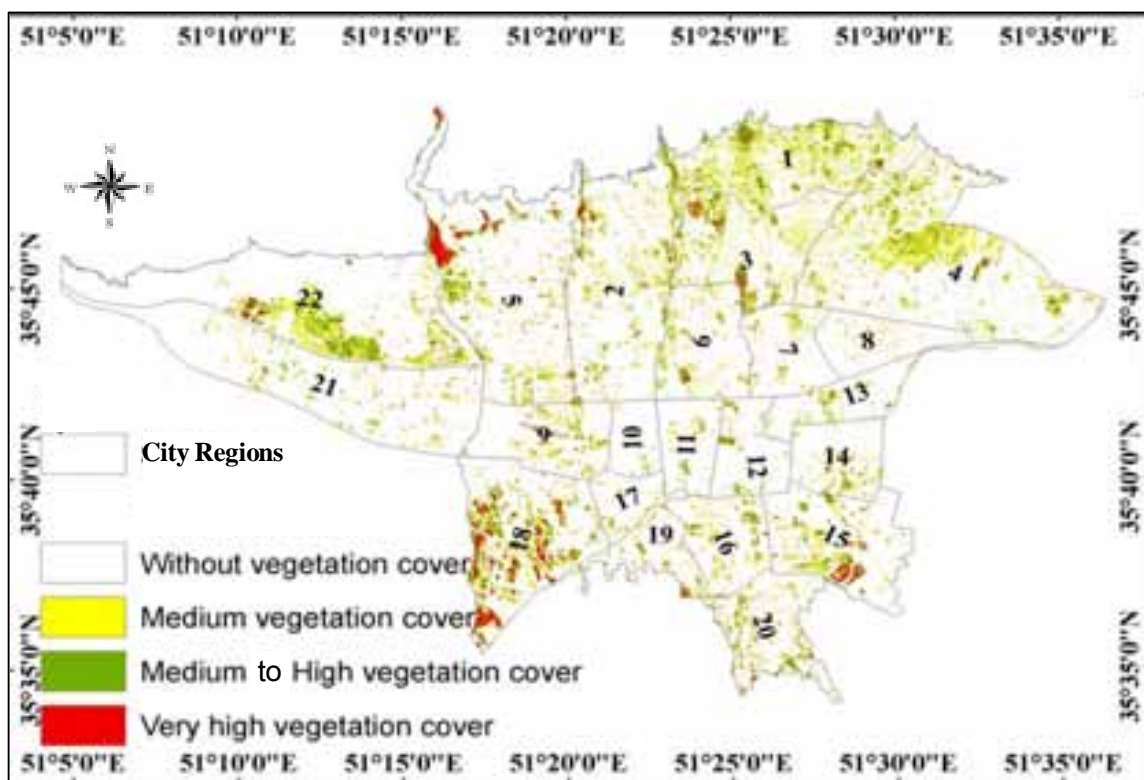 51°5'0"E 51°10'0"E 51°15'0"E 51°20'0"E 51°25'0"E 51°30'0"E 51°35'0"E
N
W E
S
1
35°45'0"N 35°45'0"N
3
4
22
5
2
6
7
8
21
13
9
10
11
12
14
City Regions
35°40'0"N 35°40'0"N
17
18
19
16
15
Without vegetation cover
Medium vegetation cover
20
Medium to High vegetation cover
35°35'0"N 35°35'0"N
Very high vegetation cover
51°5'0"E 51°10'0"E 51°15'0"E 51°20'0"E 51°25'0"E 51°30'0"E 51°35'0"E